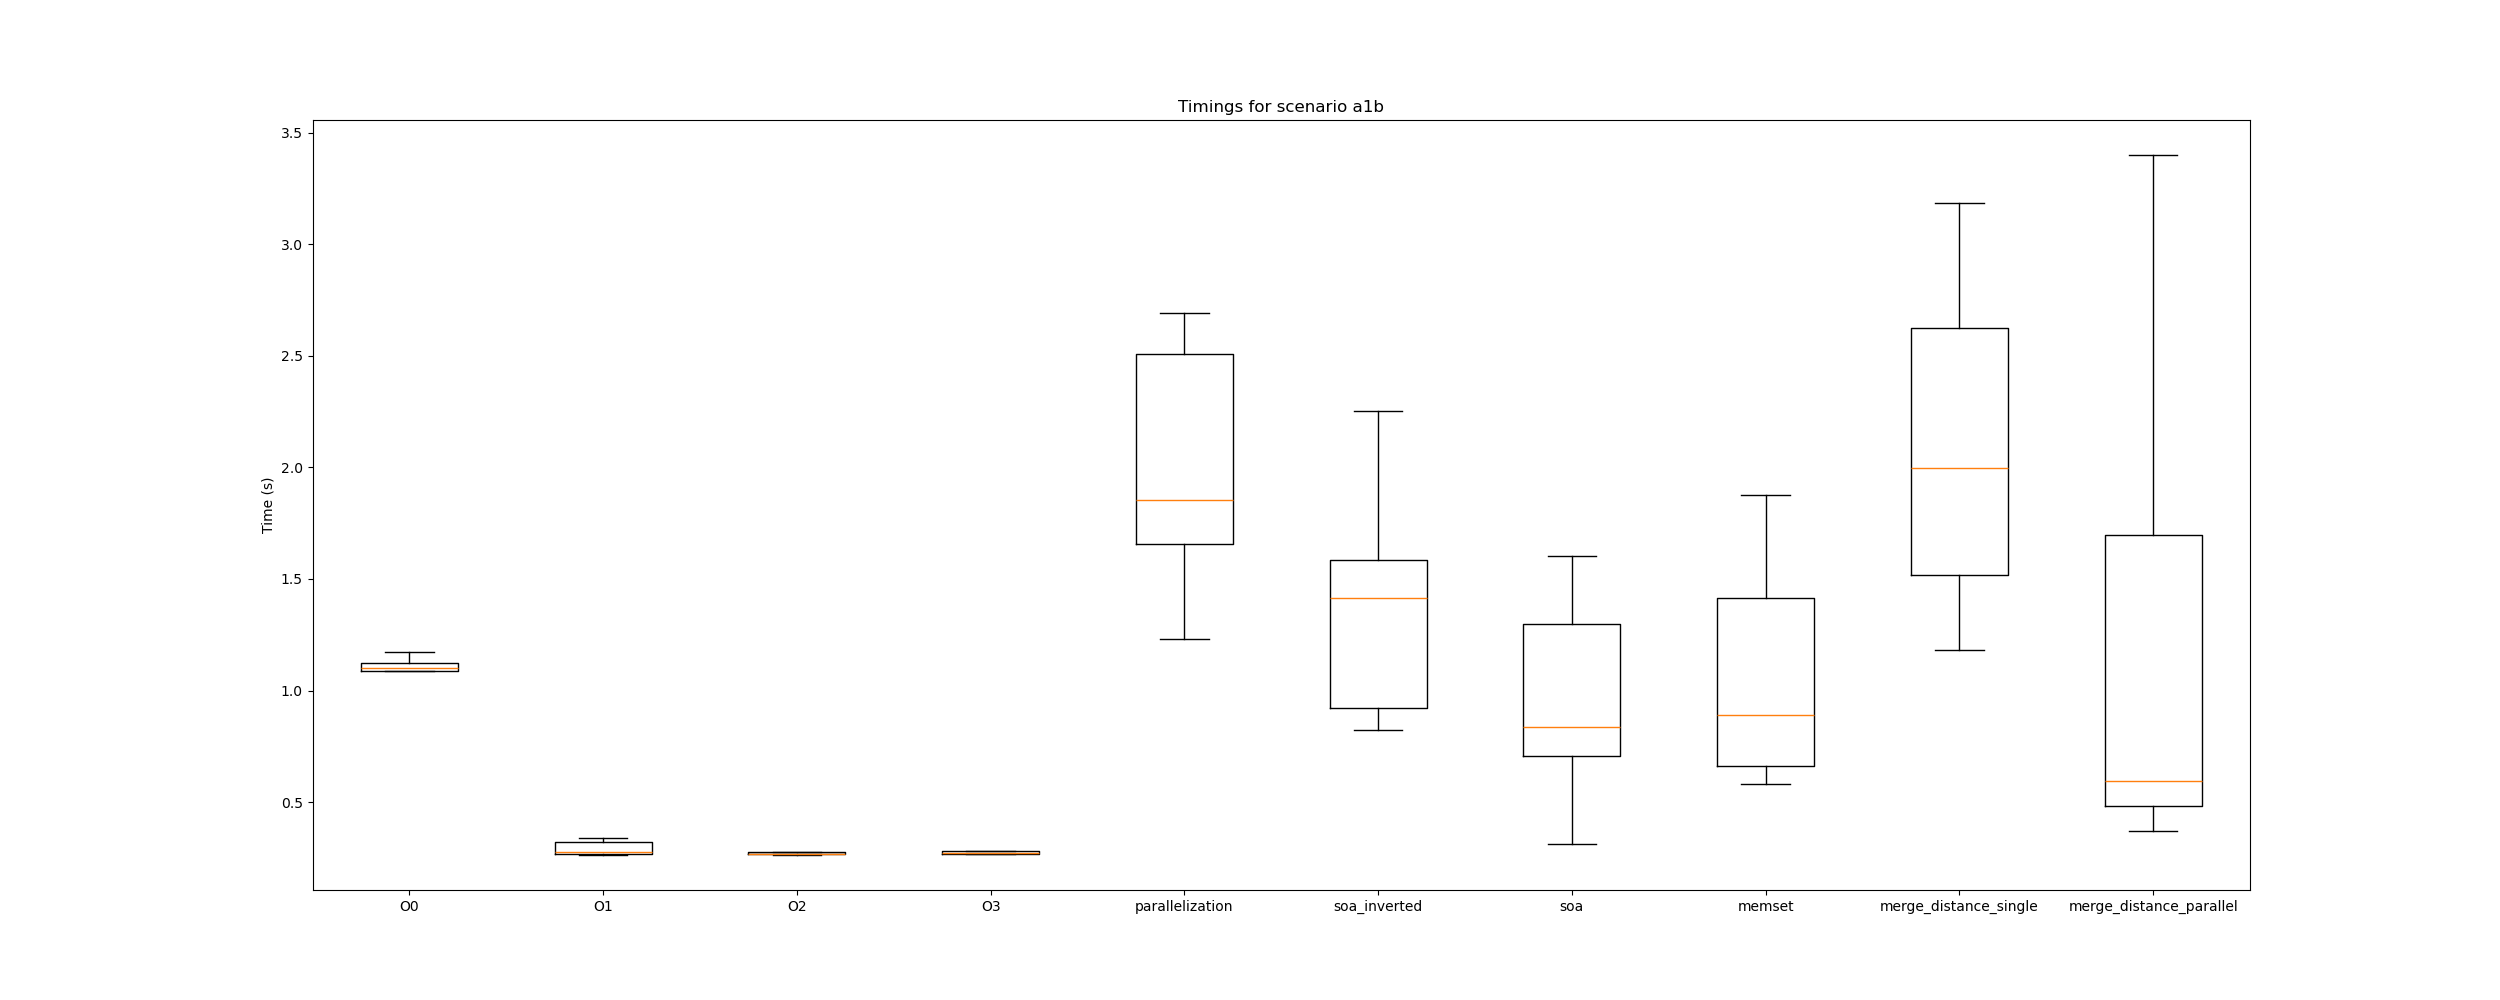 Timings for scenario a1b
3.5
3.0
2.5
2.0
1.5
1.0
0.5
Time (s)
O0 O1 O2 O3 parallelization soa_inverted soa memset merge_distance_single merge_distance_parallel